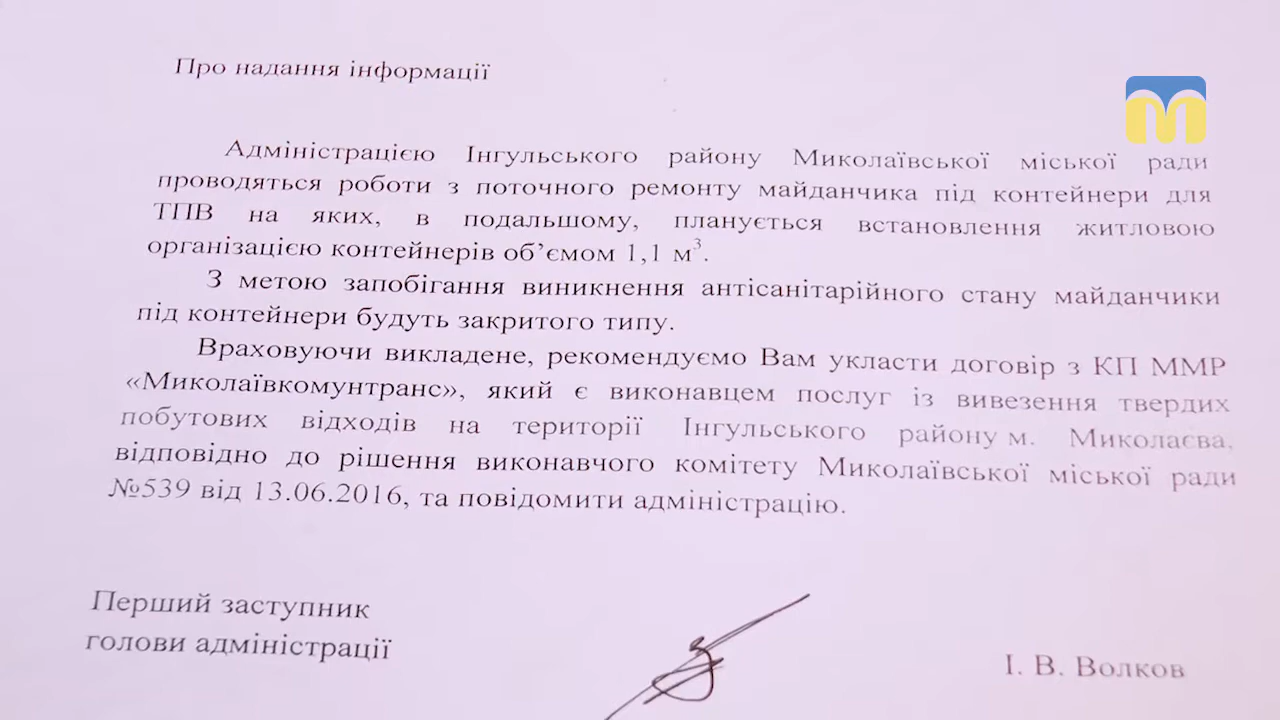 Про надання інформації
Адміністрацією Інгульського району Миколаївської міської ради
проводяться роботи з поточного ремонту майданчика під контейнери для
ТПВ на яких, в подальшому, планується встановлення житловою
організацією контейнерів об’ємом 1,1 м³.
З метою запобігання виникнення антісанітарійного стану майданчики
під контейнери будуть закритого типу.
Враховуючи викладене, рекомендуємо Вам укласти договір з КП ММР
«Миколаївкомунтранс», який є виконавцем послуг із вивезення твердих
побутових відходів на території Інгульського району м. Миколаєва,
відповідно до рішення виконавчого комітету Миколаївської міської ради
№539 від 13.06.2016, та повідомити адміністрацію.
Перший заступник
голови адміністрації
І. В. Волков